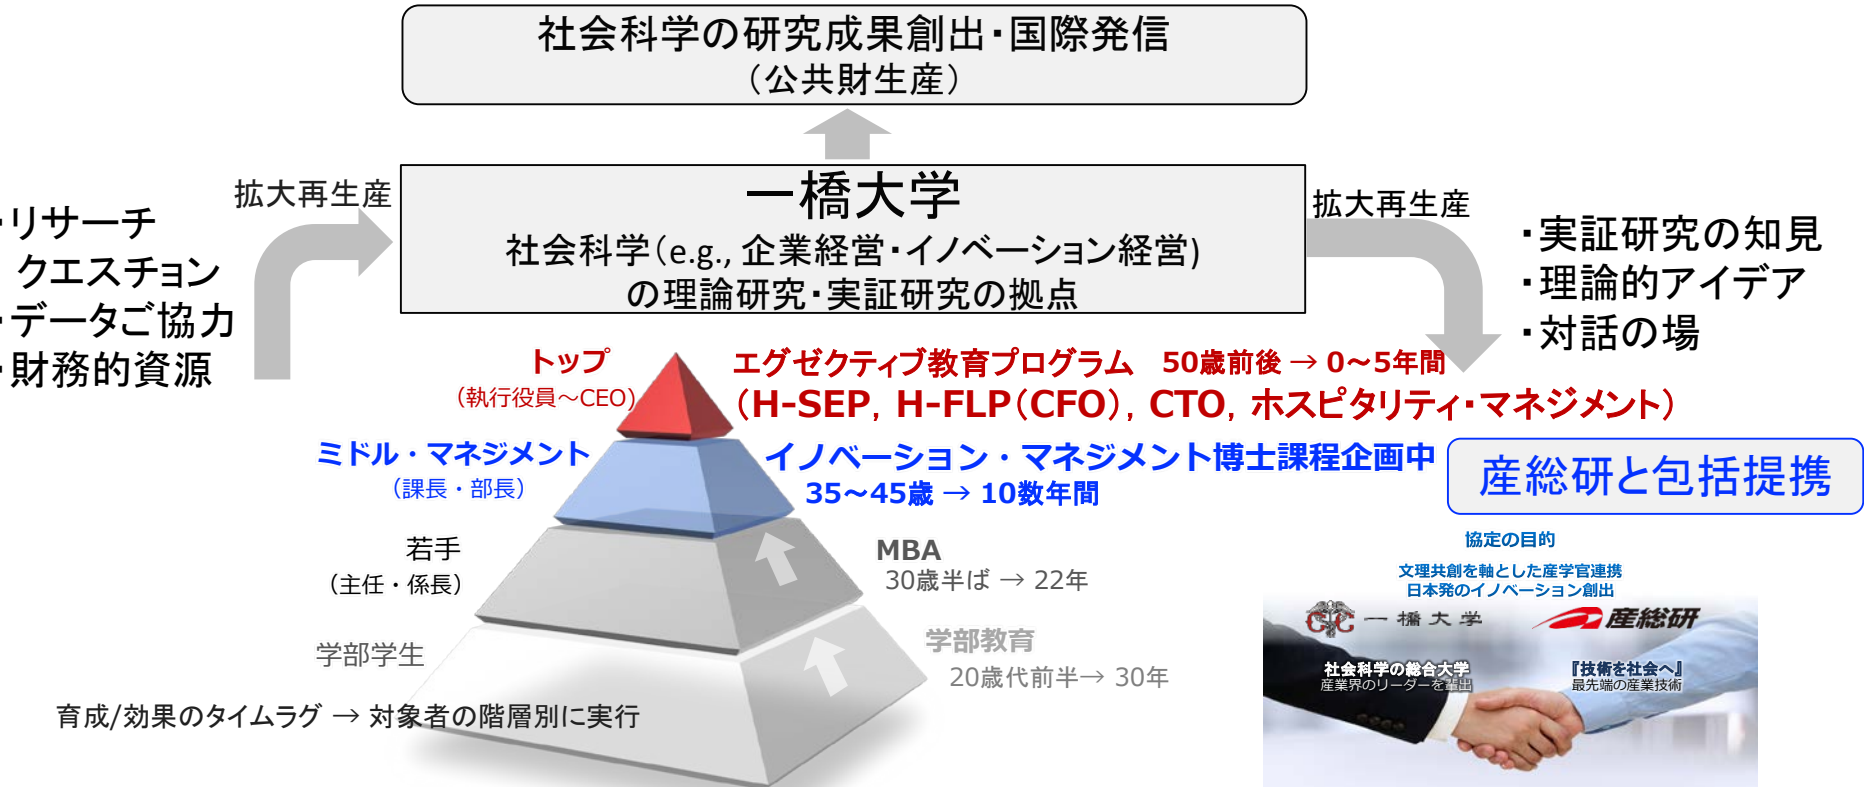 社会科学の研究成果創出・国際発信
（公共財生産）
拡大再生産
一橋大学
社会科学（e.g., 企業経営・イノベーション経営)
の理論研究・実証研究の拠点
拡大再生産
・リサーチ
クエスチョン
・データご協力
・財務的資源
・実証研究の知見
・理論的アイデア
・対話の場
トップ
（執行役員～CEO)
エグゼクティブ教育プログラム 50歳前後 → 0～5年間
（H-SEP, H-FLP（CFO）, CTO, ホスピタリティ・マネジメント）
ミドル・マネジメント
（課長・部長）
イノベーション・マネジメント博士課程企画中
35～45歳 → 10数年間
産総研と包括提携
若手
（主任・係長）
MBA
30歳半ば → 22年
学部学生
学部教育
20歳代前半→ 30年
育成/効果のタイムラグ → 対象者の階層別に実行
協定の目的
文理共創を軸とした産学官連携
日本発のイノベーション創出
一橋大学
産総研
社会科学の総合大学
産業界のリーダーを輩出
『技術を社会へ』
最先端の産業技術